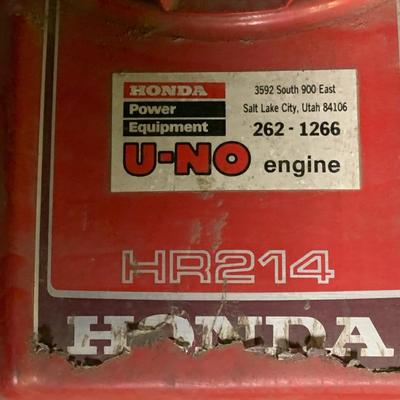 HONDA
Power
Equipment
3592 South 900 East
Salt Lake City, Utah 84106
262-1266
U-NO engine
HR214
HONDA